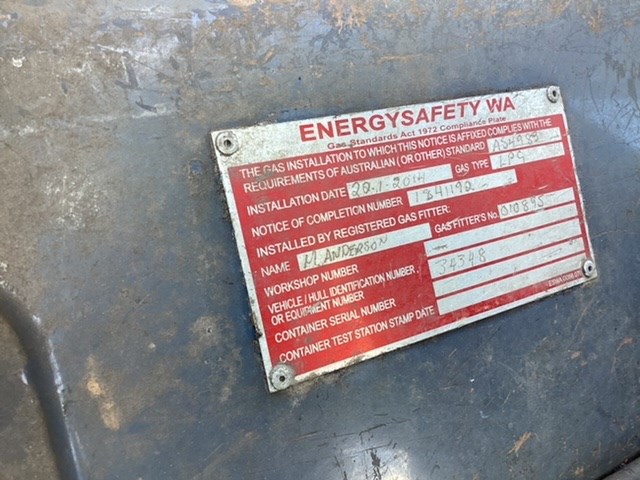 ENERGYSAFETY WA
Gas Standards Act 1972 Compliance Plate
THE GAS INSTALLATION TO WHICH THIS NOTICE IS AFFIXED COMPLIES WITH THE
REQUIREMENTS OF AUSTRALIAN (OR OTHER) STANDARD
INSTALLATION DATE 20.1.2014 GAS TYPE LPG
NOTICE OF COMPLETION NUMBER 1841192
INSTALLED BY REGISTERED GAS FITTER:
NAME M. ANDERSON GAS FITTER'S No.
WORKSHOP NUMBER
VEHICLE / HULL IDENTIFICATION NUMBER
OR EQUIPMENT NUMBER 34348
CONTAINER SERIAL NUMBER
CONTAINER TEST STATION STAMP DATE